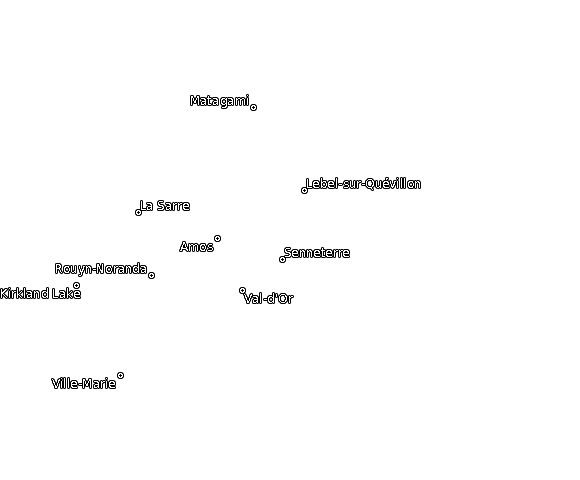 Matagami
Lebel-sur-Quévillon
La Sarre
Amos
Senneterre
Rouyn-Noranda
Kirkland Lake
Val-d'Or
Ville-Marie